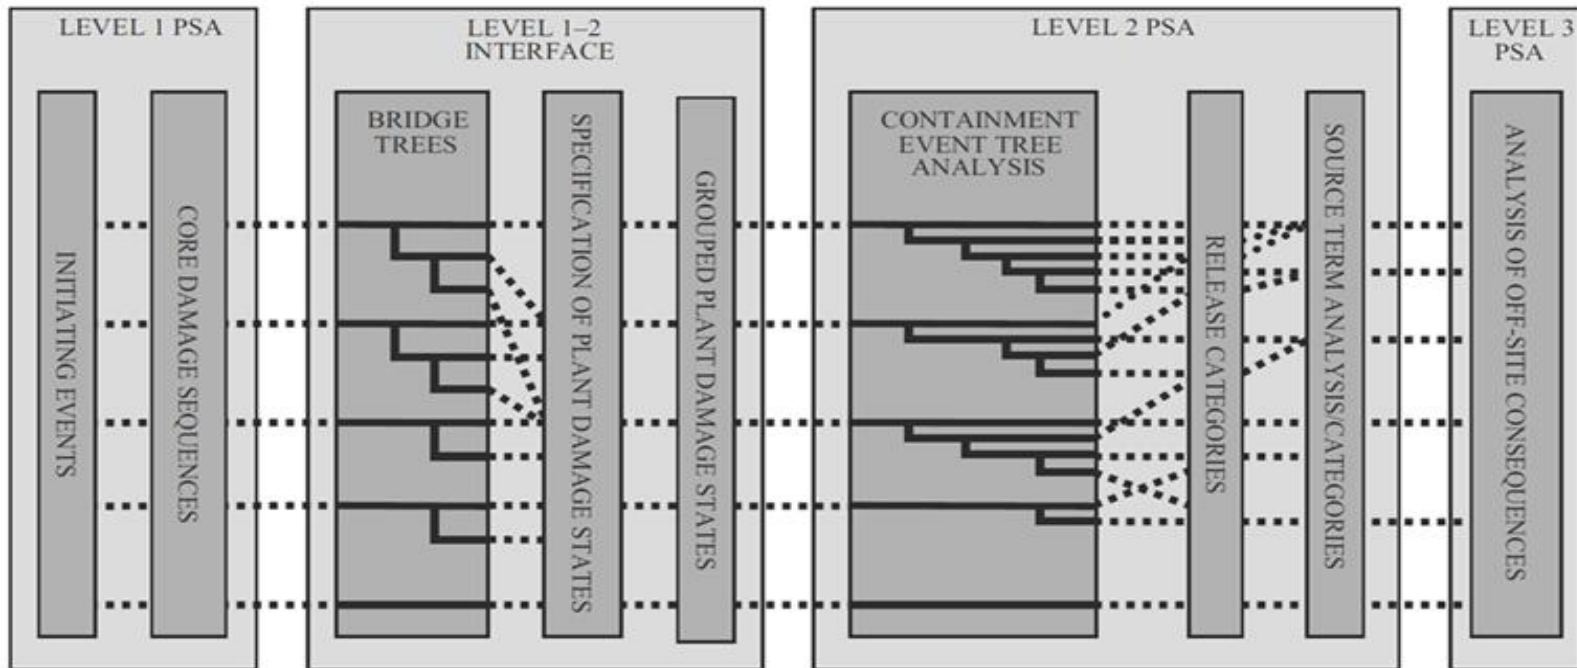 LEVEL 1 PSA
INITIATING EVENTS
CORE DAMAGE SEQUENCES
LEVEL 1–2
INTERFACE
BRIDGE
TREES
SPECIFICATION OF PLANT DAMAGE STATES
GROUPED PLANT DAMAGE STATES
LEVEL 2 PSA
CONTAINMENT
EVENT TREE
ANALYSIS
RELEASE CATEGORIES
SOURCE TERM ANALYSIS/CATEGORIES
LEVEL 3
PSA
ANALYSIS OF OFF-SITE CONSEQUENCES